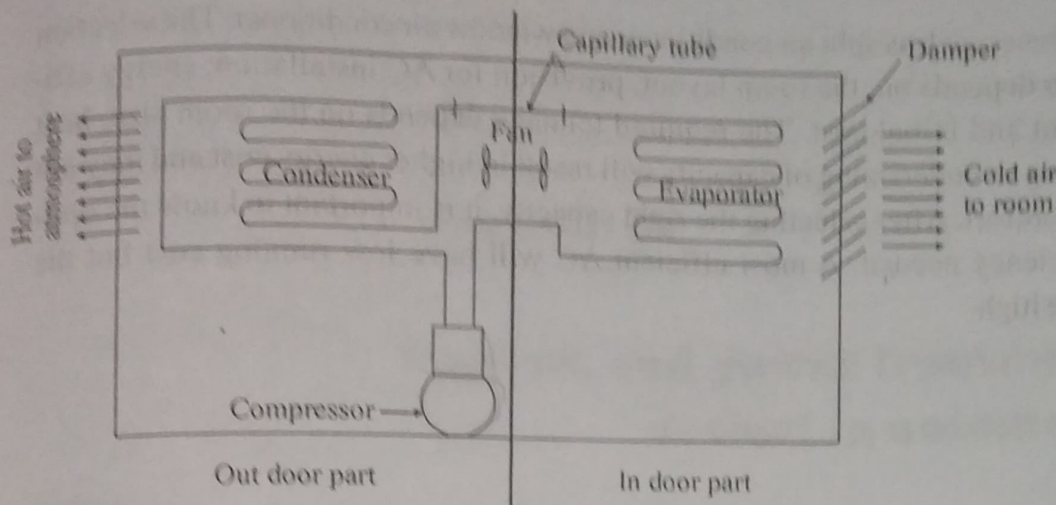 Capillary tube
Damper
Hot air to
atmosphere
Fan
Condenser
Evaporator
Cold air
to room
Compressor
Out door part
In door part